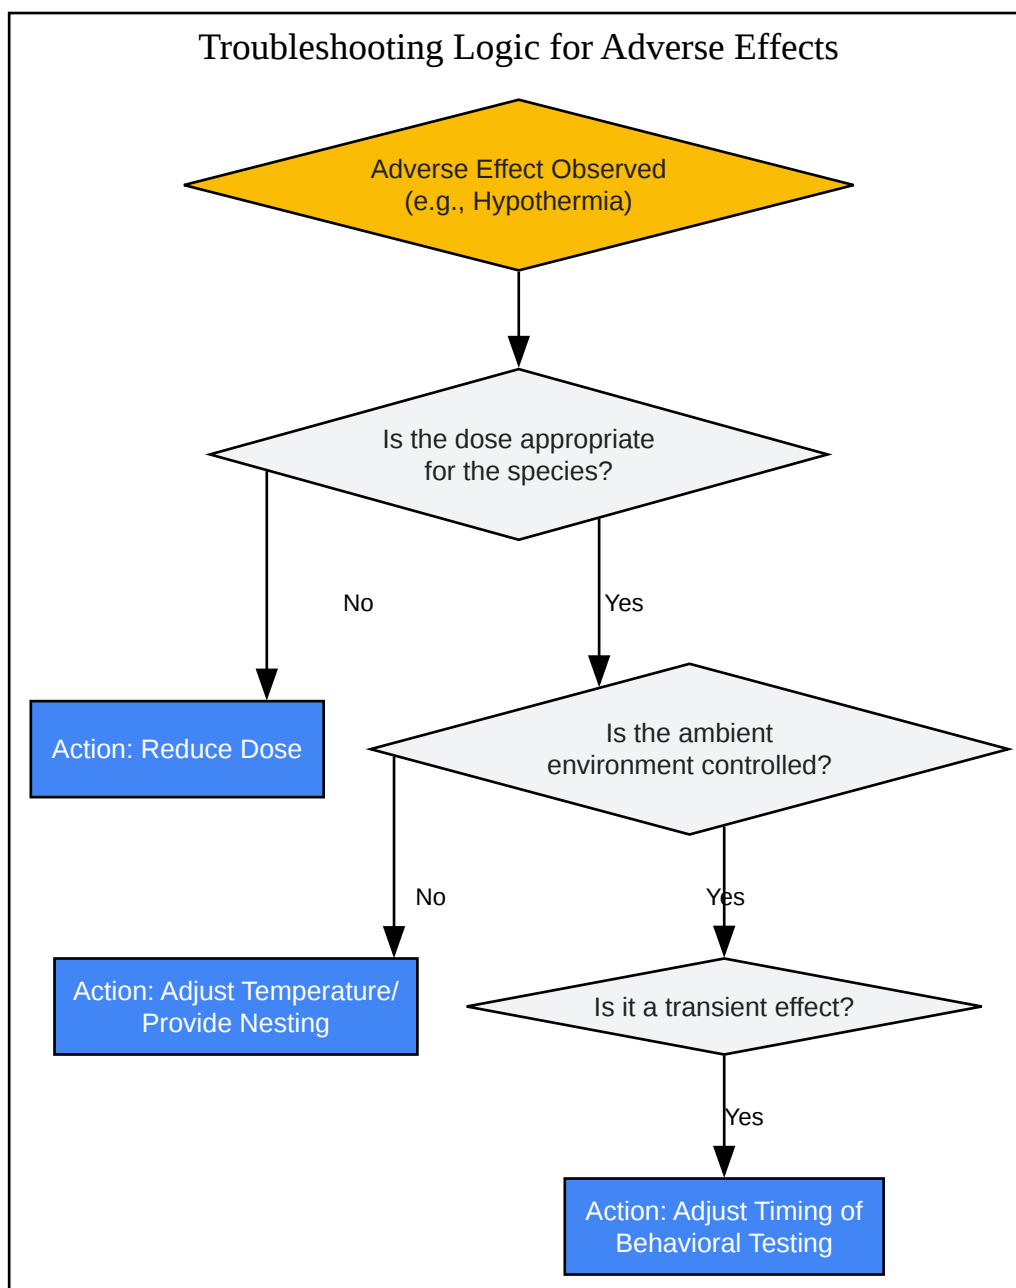 Troubleshooting Logic for Adverse Effects
Adverse Effect Observed
(e.g., Hypothermia)
Is the dose appropriate
for the species?
No
Yes
Action: Reduce Dose
Is the ambient
environment controlled?
No
Yes
Action: Adjust Temperature/
Provide Nesting
Is it a transient effect?
Yes
Action: Adjust Timing of
Behavioral Testing